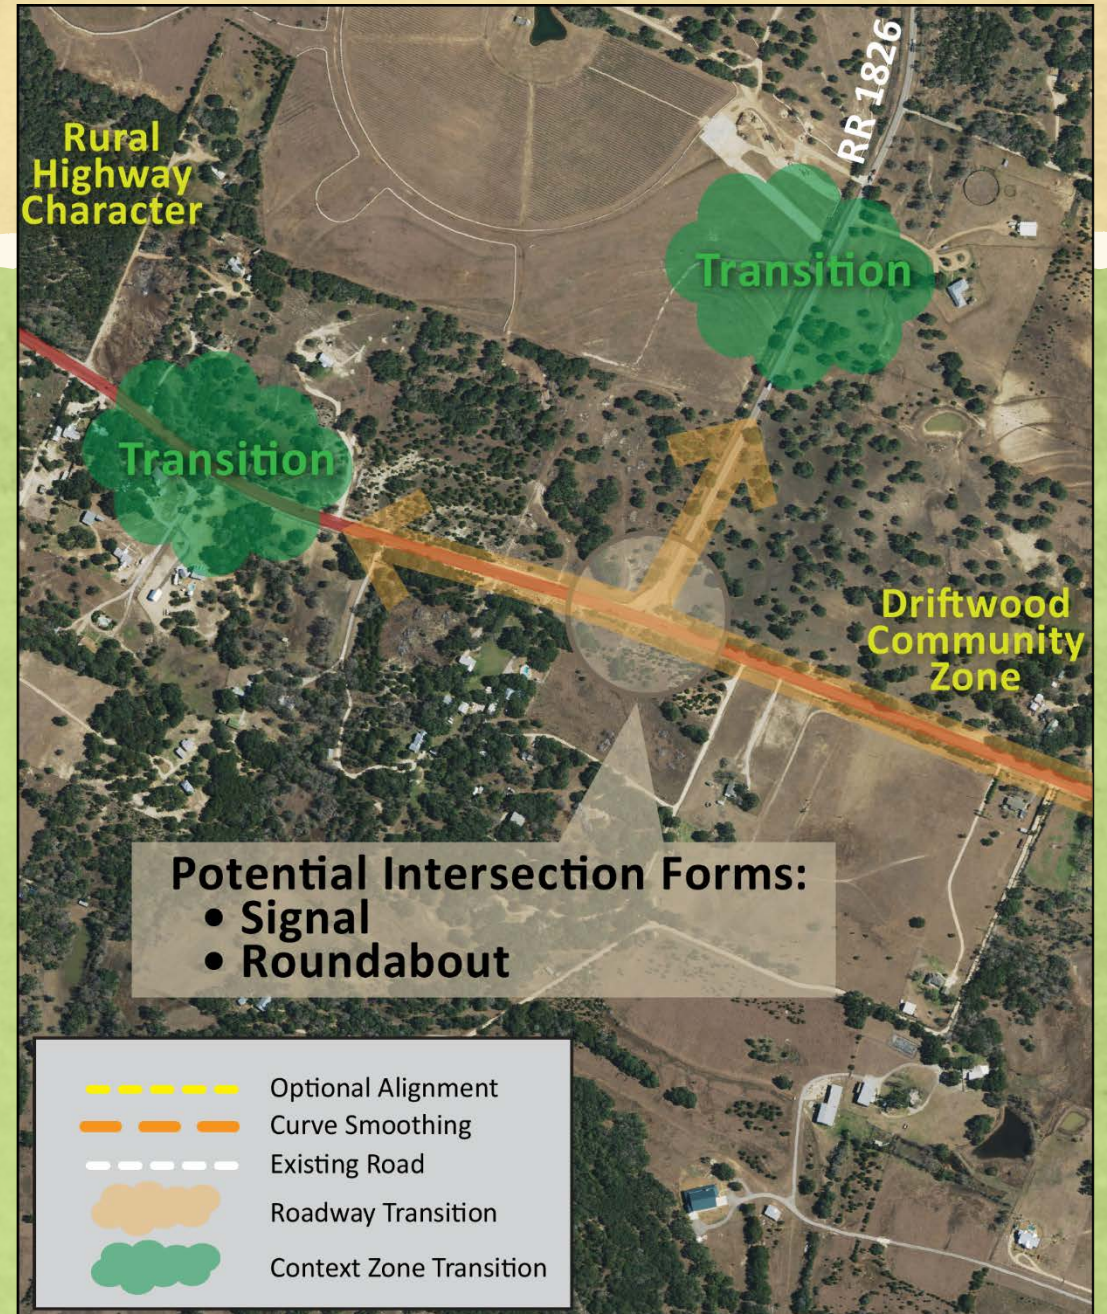 RR 1826
Rural
Highway
Character
Transition
Transition
Driftwood
Community
Zone
Potential Intersection Forms:
• Signal
• Roundabout
Optional Alignment
Curve Smoothing
Existing Road
Roadway Transition
Context Zone Transition